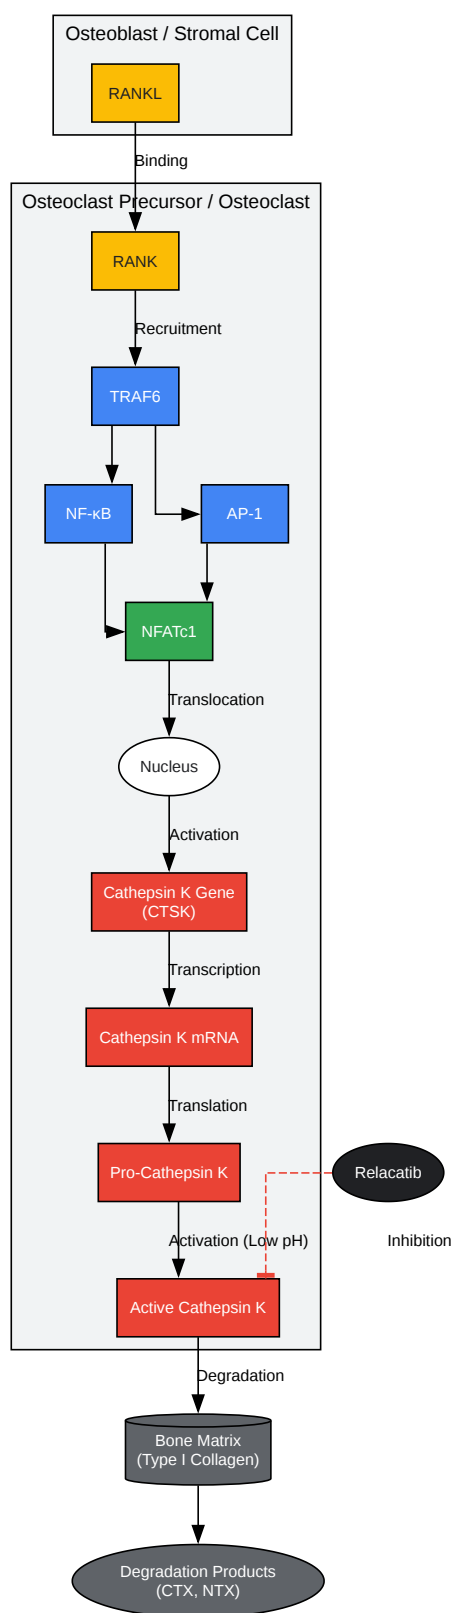 Osteoblast / Stromal Cell
RANKL
Binding
Osteoclast Precursor / Osteoclast
RANK
Recruitment
TRAF6
NF-κB
AP-1
NFATc1
Translocation
Nucleus
Activation
Cathepsin K Gene
(CTSK)
Transcription
Cathepsin K mRNA
Translation
Pro-Cathepsin K
Relacatib
Activation (Low pH)
Inhibition
Active Cathepsin K
Degradation
Bone Matrix
(Type I Collagen)
Degradation Products
(CTX, NTX)